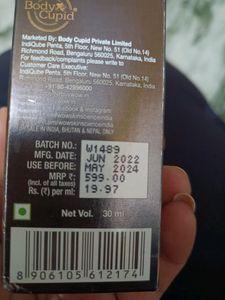 Body Cupid
Marketed By: Body Cupid Private Limited
IndiQube Penta, 5th Floor, New No. 51 (Old No.14)
Richmond Road, Bengaluru 560025, Karnataka, India
For feedback/complaints please write to
Customer Care Executive:
IndiQube Penta, 5th Floor, New No. 51 (Old No.14)
Richmond Road, Bengaluru 560025, Karnataka, India
FOR SALE IN INDIA, BHUTAN & NEPAL ONLY
BATCH NO.: W1489
MFG. DATE: JUN 2022
USE BEFORE: MAY 2024
MRP ₹: 599.00
(Incl. of all taxes)
Rs. (₹) per ml: 19.97
Net Vol. 30 ml
8 906105 612174